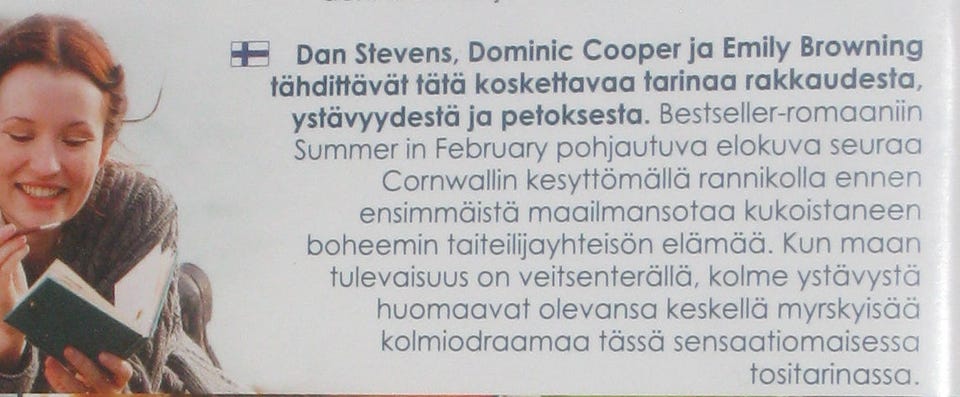 Dan Stevens, Dominic Cooper ja Emily Browning
tähdittävät tätä koskettavaa tarinaa rakkaudesta,
ystävyydestä ja petoksesta. Bestseller-romaaniin
Summer in February pohjautuva elokuva seuraa
Cornwallin kesyttömällä rannikolla ennen
ensimmäistä maailmansotaa kukoistaneen
boheemin taiteilijayhteisön elämää. Kun maan
tulevaisuus on veitsenterällä, kolme ystävystä
huomaavat olevansa keskellä myrskyisää
kolmiodraamaa tässä sensaatiomaisessa
tositarinassa.